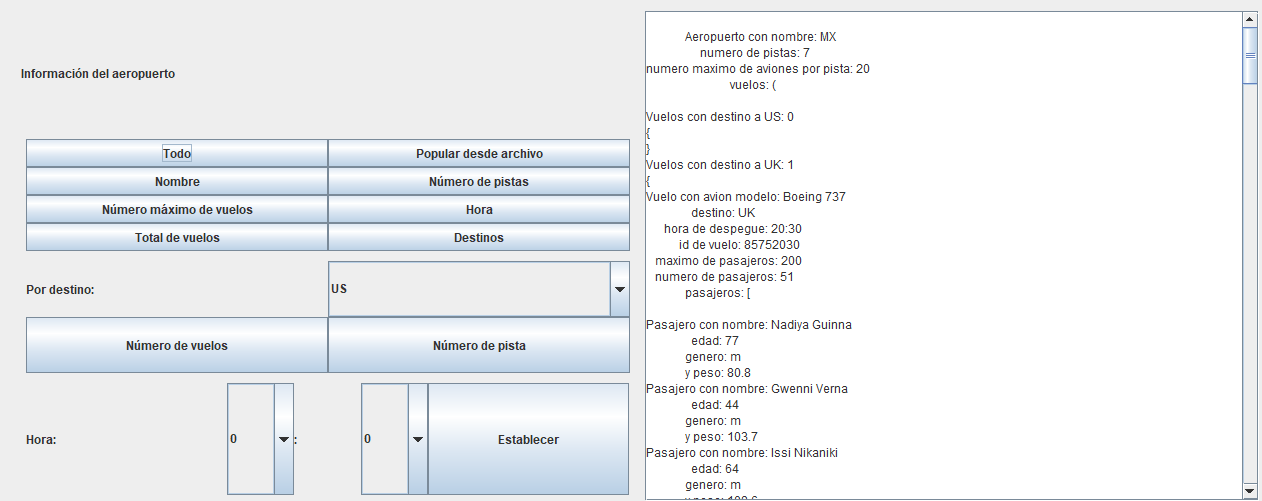 Información del aeropuerto
Todo
Popular desde archivo
Nombre
Número de pistas
Número máximo de vuelos
Hora
Total de vuelos
Destinos
Por destino:
US
Número de vuelos
Número de pista
Hora:
0
:
0
Establecer
Aeropuerto con nombre: MX
numero de pistas: 7
numero maximo de aviones por pista: 20
vuelos: (
Vuelos con destino a US: 0
{
}
Vuelos con destino a UK: 1
{
Vuelo con avion modelo: Boeing 737
destino: UK
hora de despegue: 20:30
id de vuelo: 85752030
maximo de pasajeros: 200
numero de pasajeros: 51
pasajeros: [
Pasajero con nombre: Nadiya Guinna
edad: 77
genero: m
y peso: 80.8
Pasajero con nombre: Gwenni Verna
edad: 44
genero: m
y peso: 103.7
Pasajero con nombre: Issi Nikaniki
edad: 64
genero: m